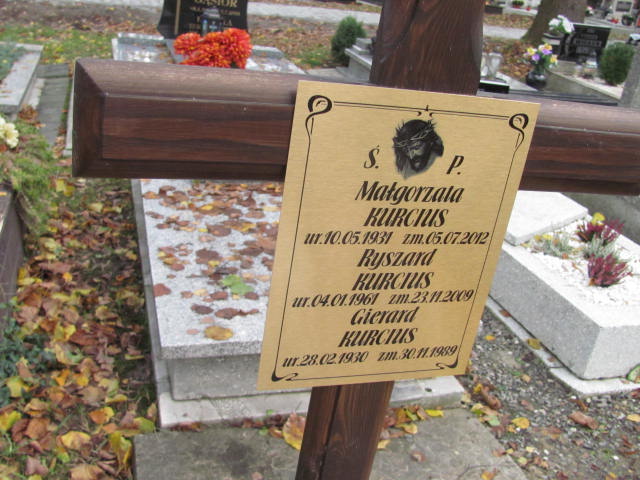 Ś. P.
Małgorzata
KURCIUS
ur.10.05.1931 zm.05.07.2012
Ryszard
KURCIUS
ur.04.01.1961 zm.23.11.2009
Gierard
KURCIUS
ur.28.02.1930 zm.30.11.1989